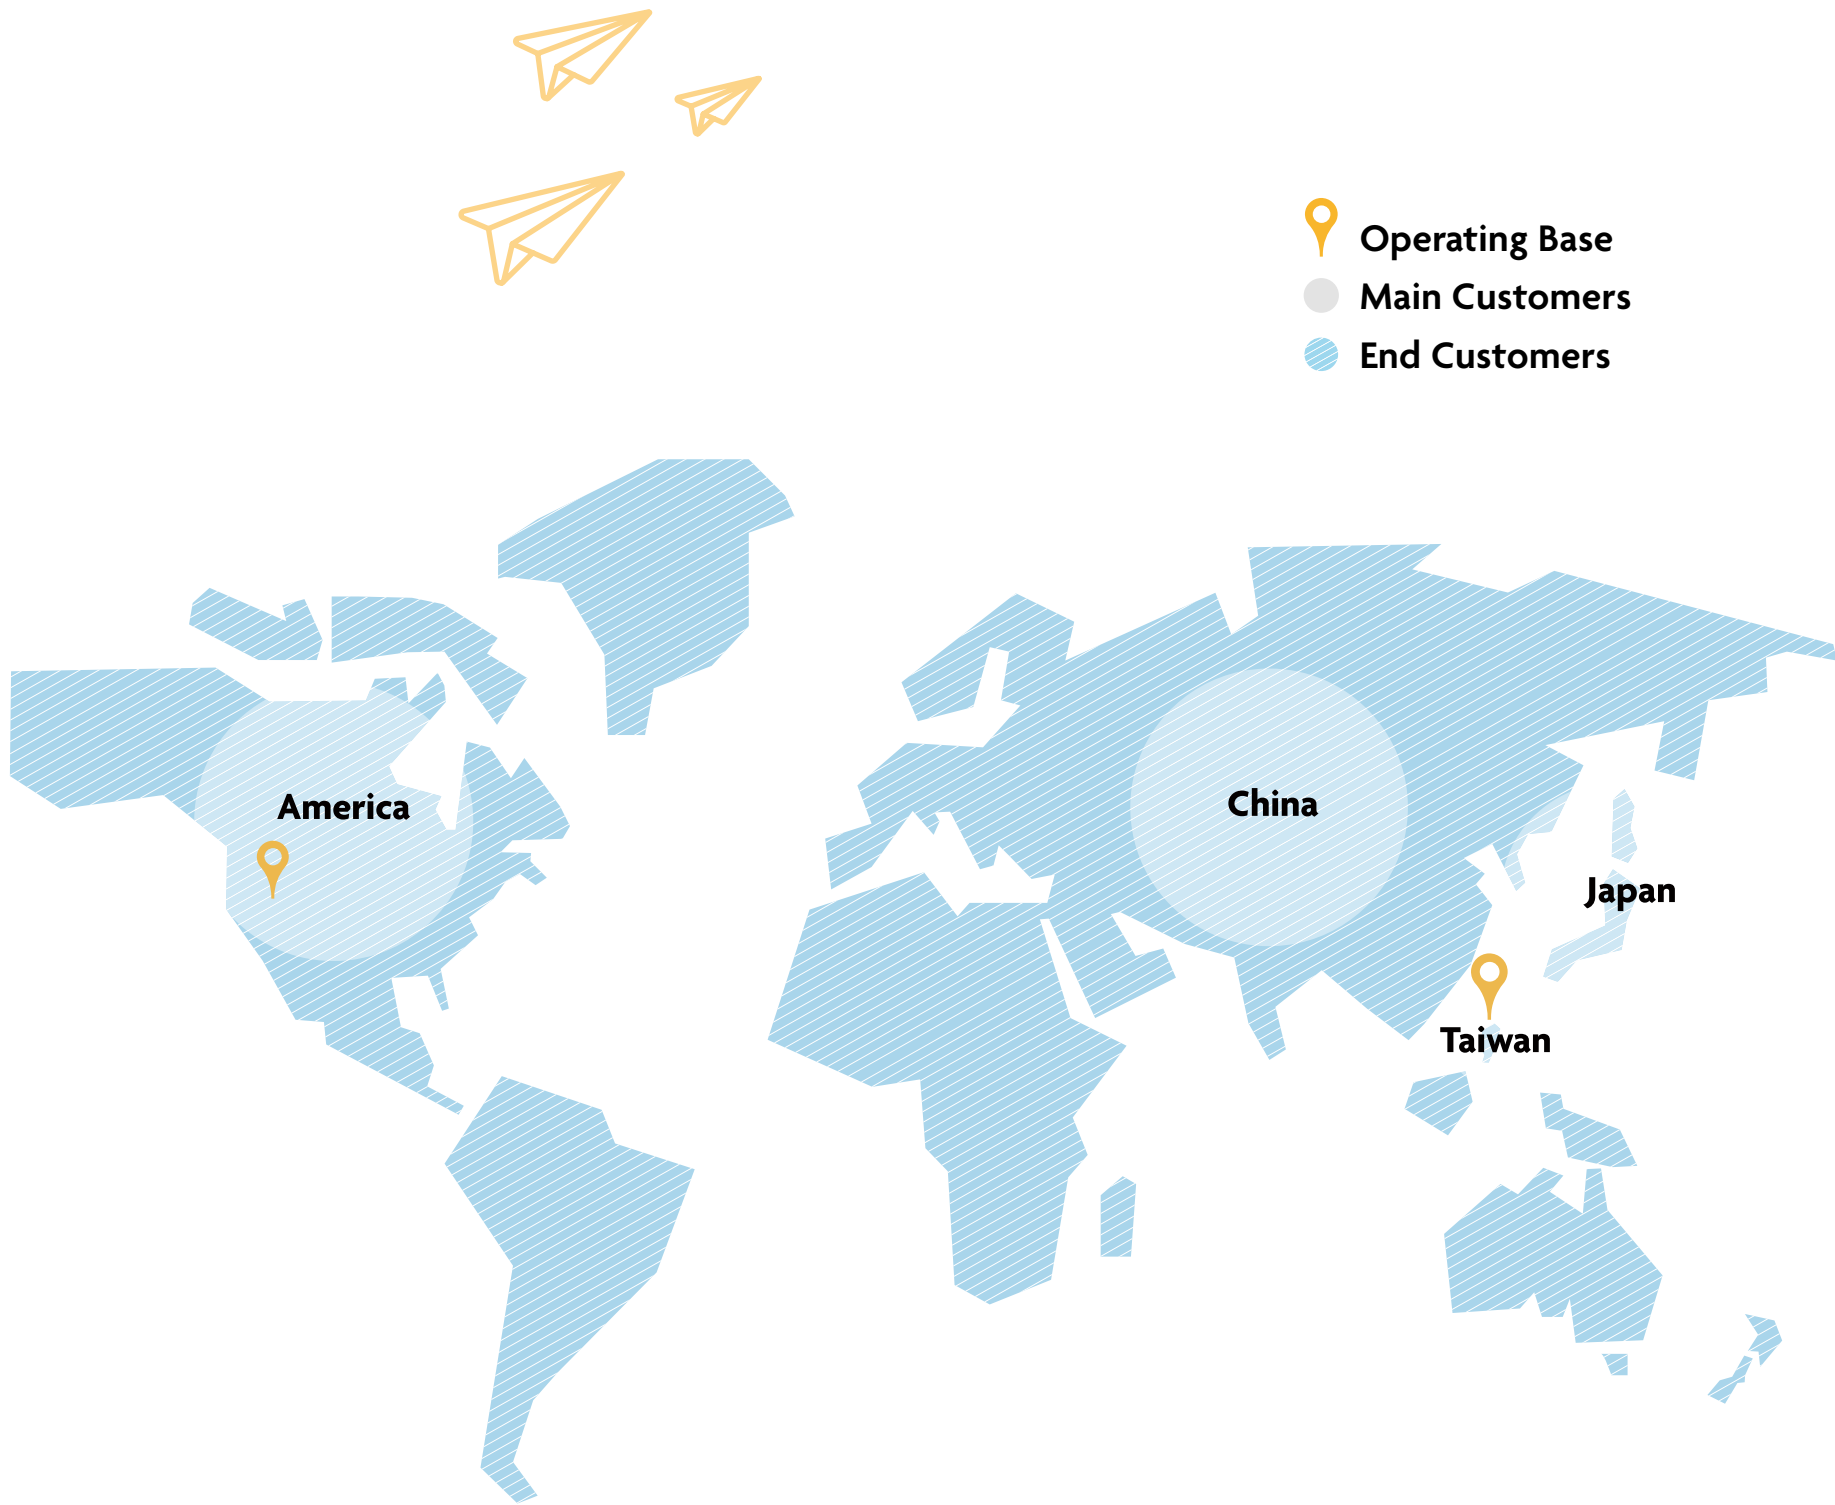 Operating Base
Main Customers
End Customers
America
China
Japan
Taiwan